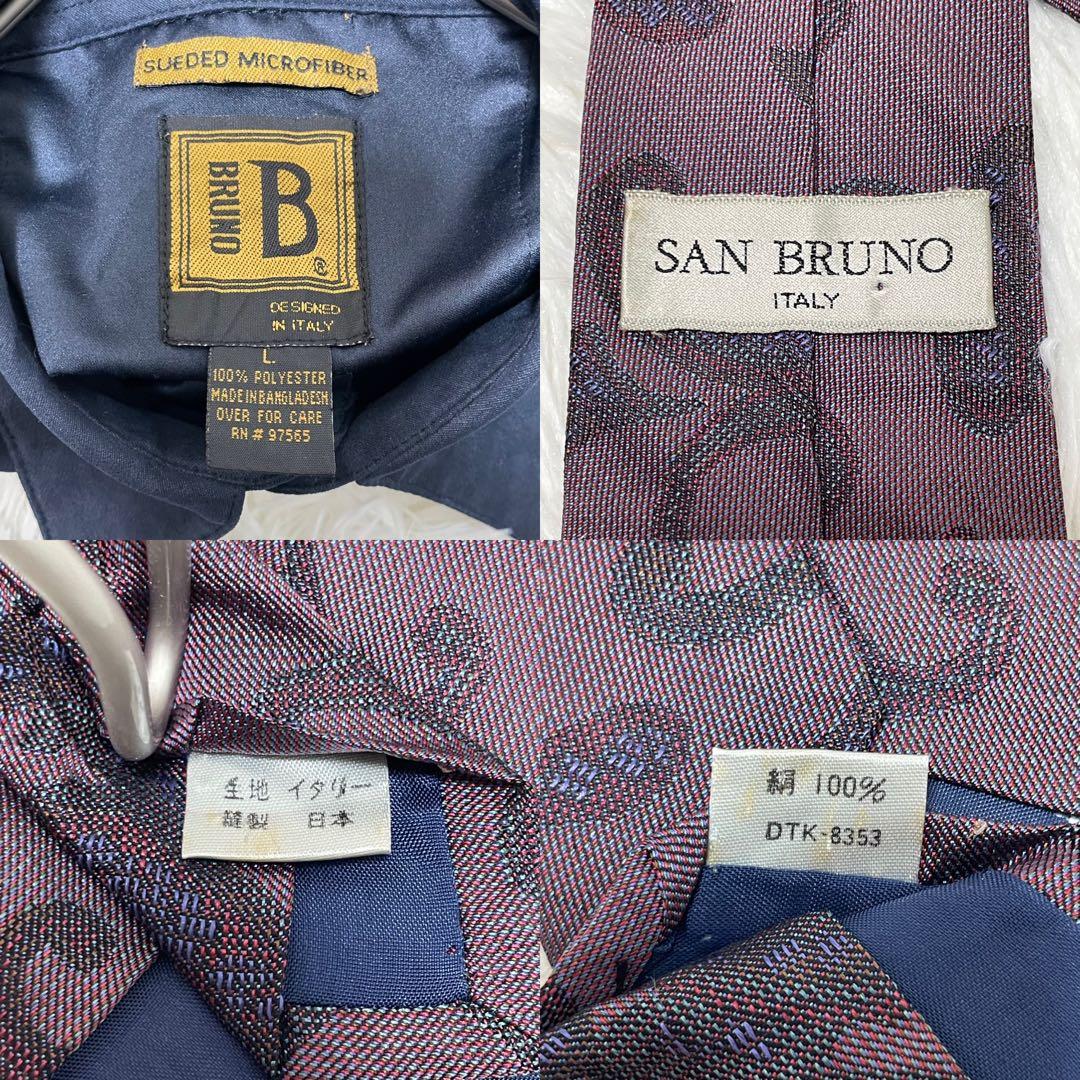 SUEDED MICROFIBER
BRUNO
B
®
DESIGNED
IN ITALY
L.
100% POLYESTER
MADE IN BANGLADESH
OVER FOR CARE
RN # 97565
SAN BRUNO
ITALY
生地 イタリー
縫製 日本
絹 100%
DTK-8353